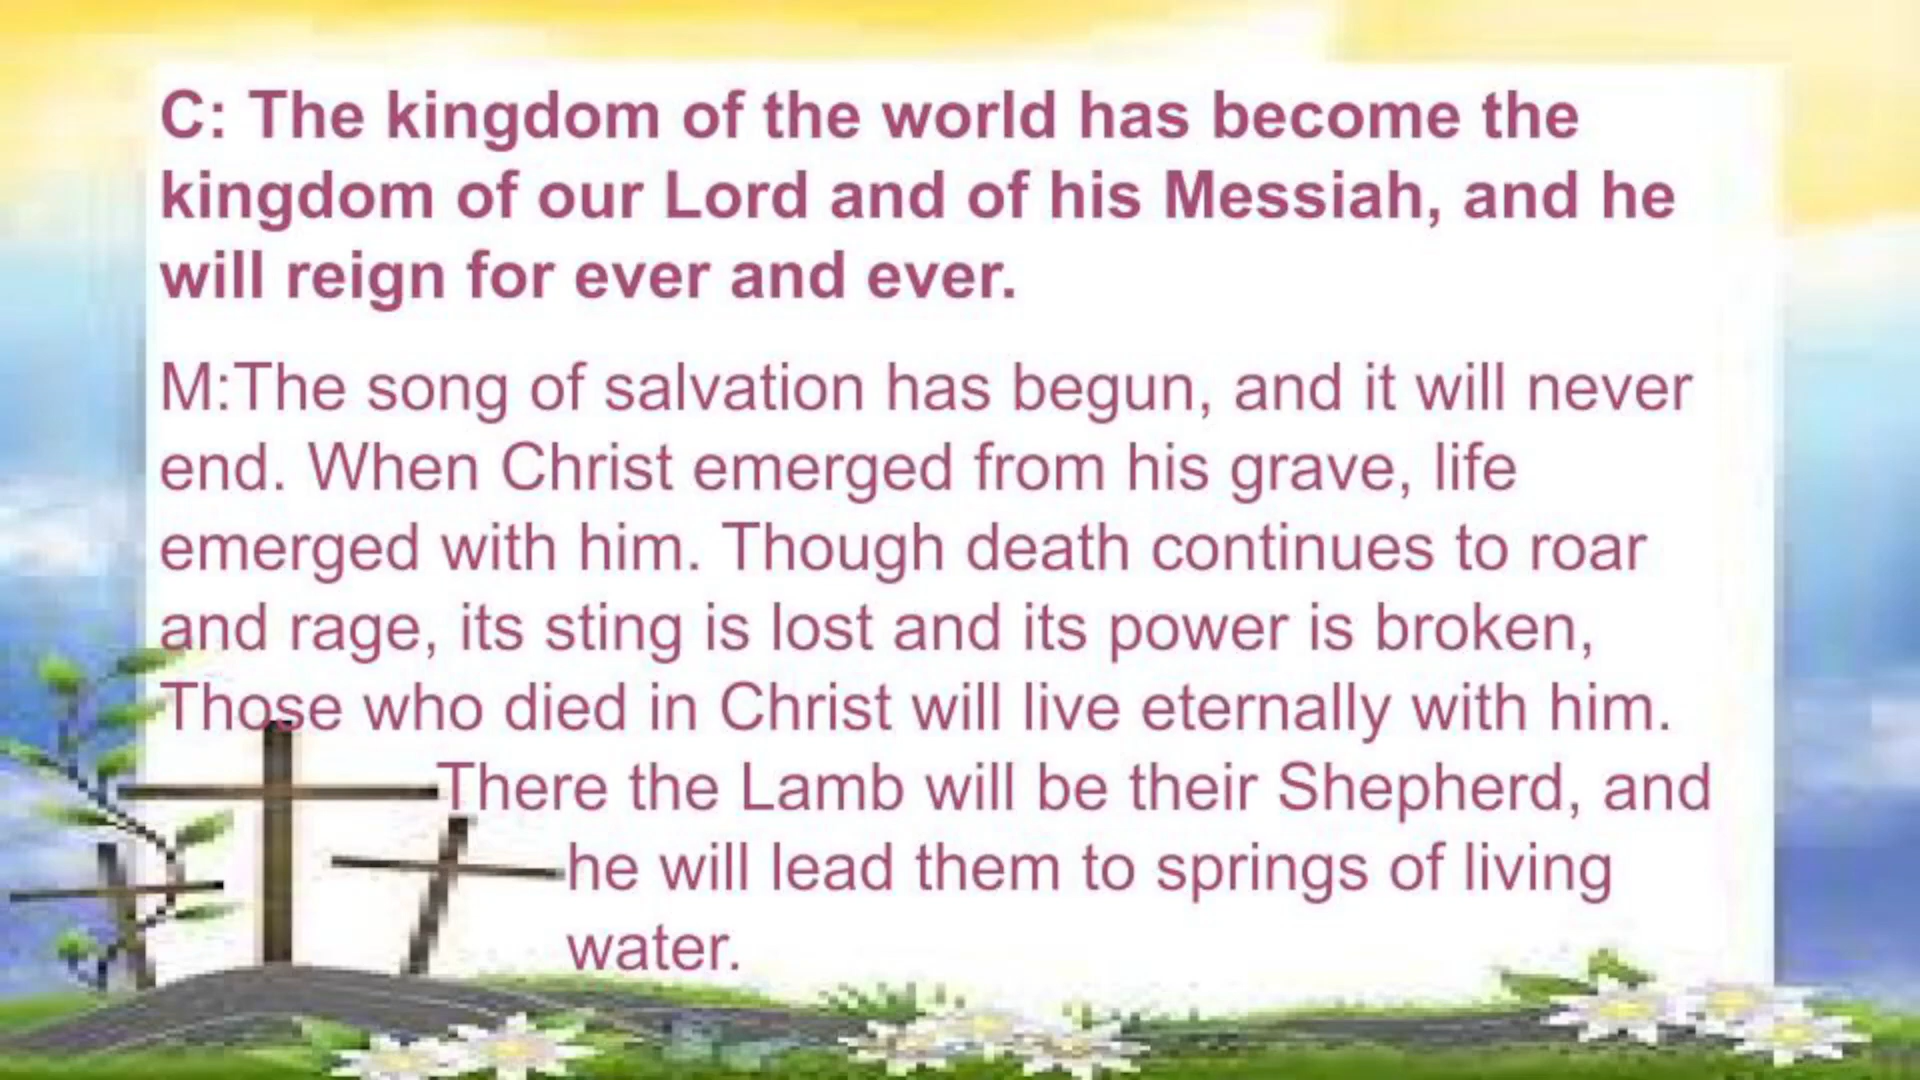 C: The kingdom of the world has become the
kingdom of our Lord and of his Messiah, and he
will reign for ever and ever.
M:The song of salvation has begun, and it will never
end. When Christ emerged from his grave, life
emerged with him. Though death continues to roar
and rage, its sting is lost and its power is broken,
Those who died in Christ will live eternally with him.
There the Lamb will be their Shepherd, and
he will lead them to springs of living
water.